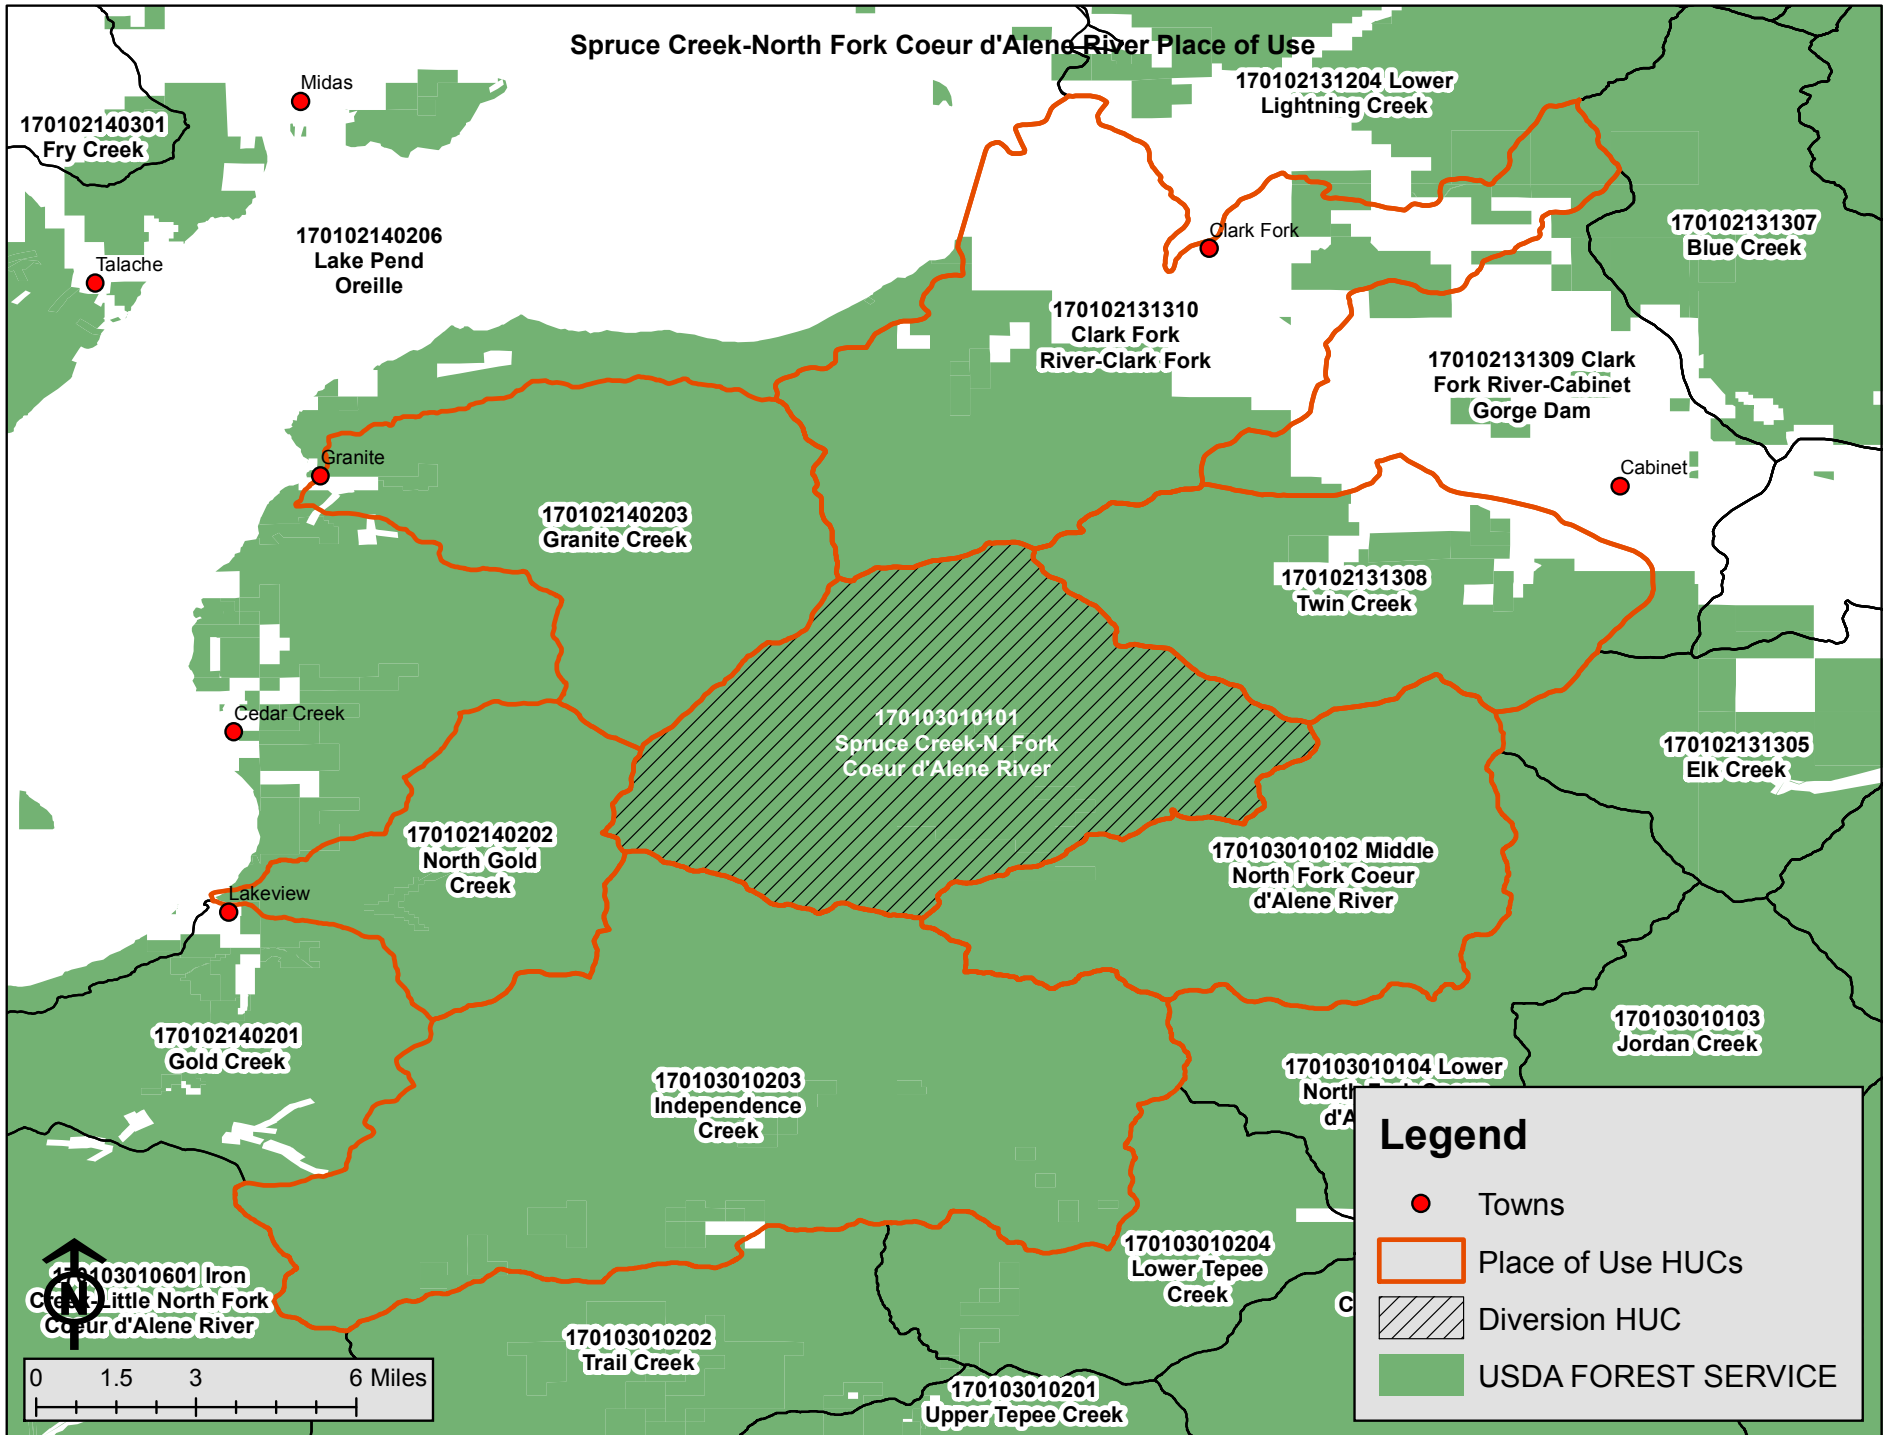 Spruce Creek-North Fork Coeur d'Alene River Place of Use
Midas
170102131204 Lower
Lightning Creek
170102140301
Fry Creek
170102140206
Lake Pend
Oreille
Talache
Clark Fork
170102131307
Blue Creek
170102131310
Clark Fork
River-Clark Fork
170102131309 Clark
Fork River-Cabinet
Gorge Dam
Granite
Cabinet
170102140203
Granite Creek
170102131308
Twin Creek
Cedar Creek
170103010101
Spruce Creek-N. Fork
Coeur d'Alene River
170102131305
Elk Creek
170102140202
North Gold
Creek
170103010102 Middle
North Fork Coeur
d'Alene River
Lakeview
170102140201
Gold Creek
170103010103
Jordan Creek
170103010203
Independence
Creek
170103010104 Lower
North
d'A
170103010204
Lower Tepee
Creek
170103010601 Iron
Creek-Little North Fork
Coeur d'Alene River
N
C
170103010202
Trail Creek
170103010201
Upper Tepee Creek
0 1.5 3 6 Miles
Legend
Towns
Place of Use HUCs
Diversion HUC
USDA FOREST SERVICE